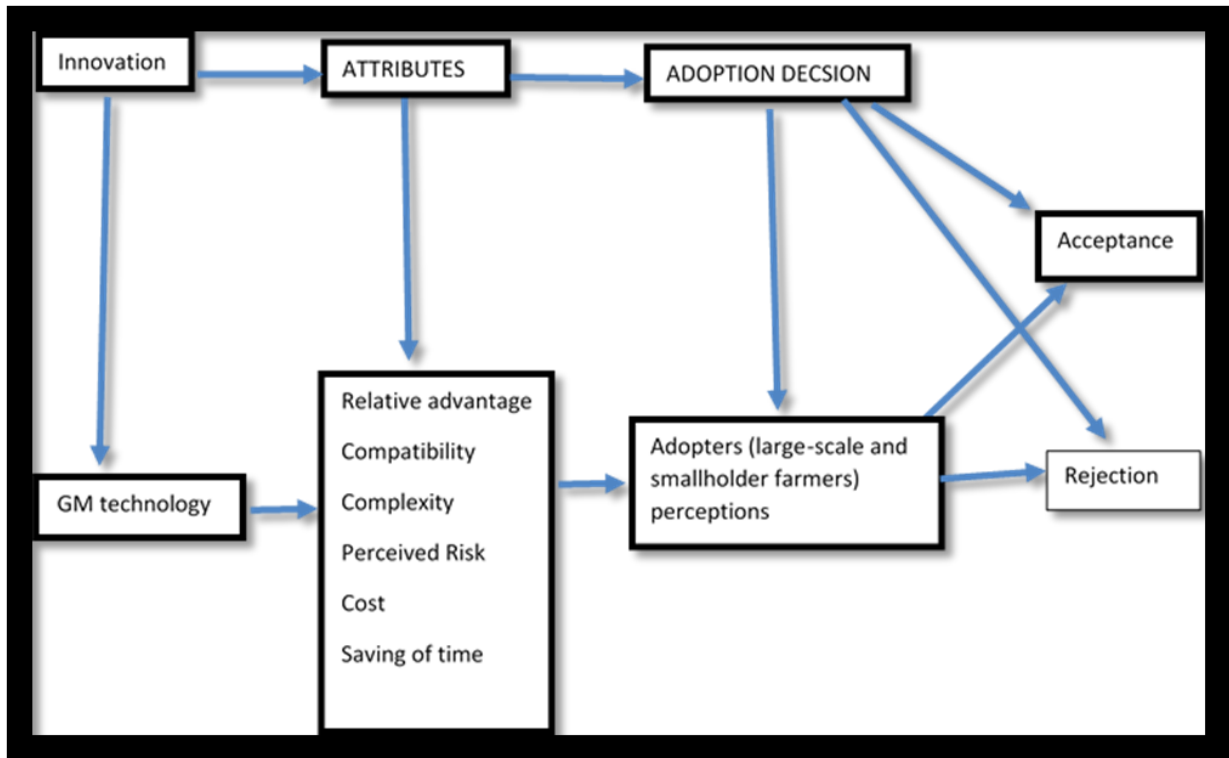 Innovation
ATTRIBUTES
ADOPTION DECSION
Acceptance
Relative advantage
Compatibility
Complexity
Perceived Risk
Cost
Saving of time
Adopters (large-scale and
smallholder farmers)
perceptions
Rejection
GM technology